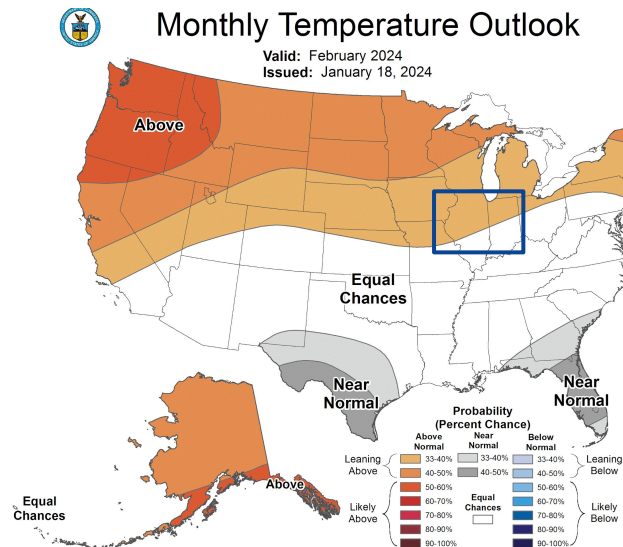 Monthly Temperature Outlook
Valid: February 2024
Issued: January 18, 2024
Above
Equal
Chances
Near
Normal
Near
Normal
Above
Equal
Chances
Probability
(Percent Chance)
Above
Normal
Near
Normal
Below
Normal
Leaning
Above
33-40%
40-50%
50-60%
60-70%
70-80%
80-90%
90-100%
Likely
Above
33-40%
40-50%
Equal
Chances
33-40%
40-50%
50-60%
60-70%
70-80%
80-90%
90-100%
Leaning
Below
Likely
Below